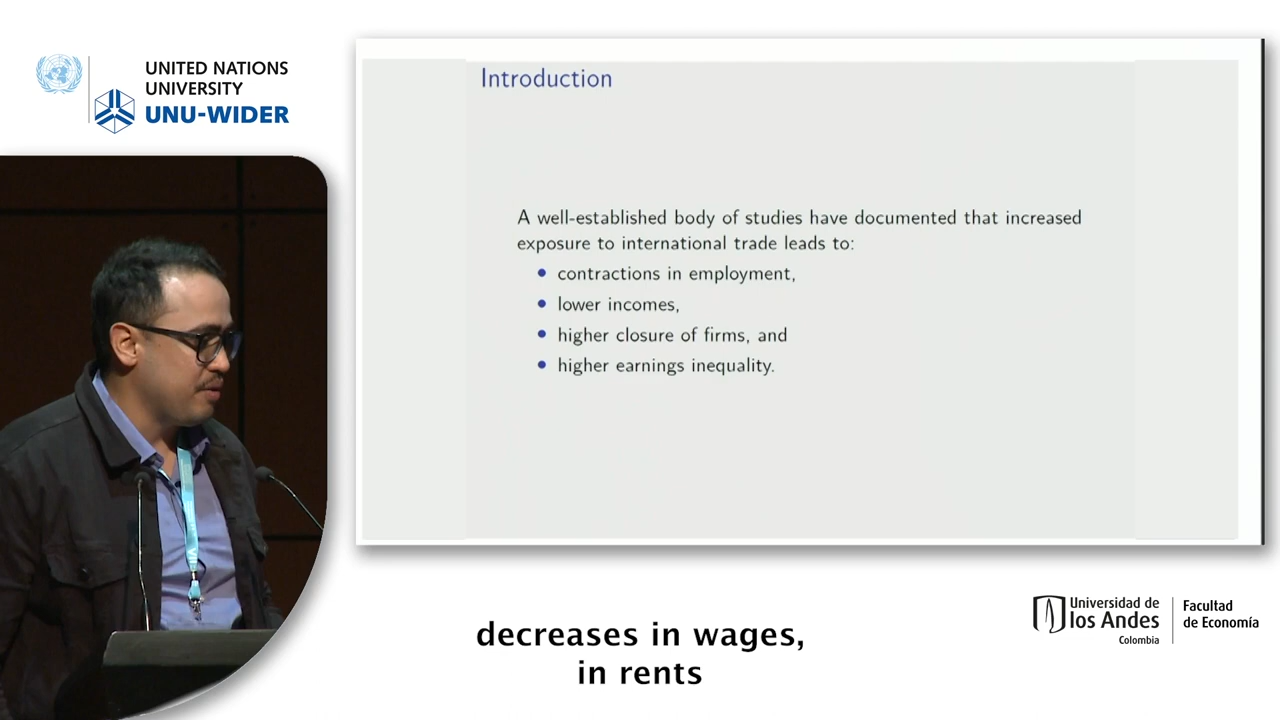 UNITED NATIONS
UNIVERSITY
UNU-WIDER
Introduction
A well-established body of studies have documented that increased
exposure to international trade leads to:
contractions in employment,
lower incomes,
higher closure of firms, and
higher earnings inequality.
decreases in wages,
in rents
Universidad de
los Andes
Colombia
Facultad
de Economía